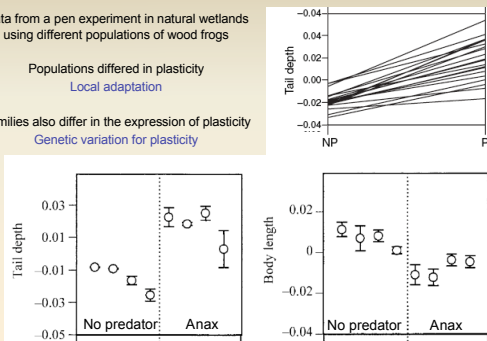 ata from a pen experiment in natural wetlands
using different populations of wood frogs
Populations differed in plasticity
Local adaptation
milies also differ in the expression of plasticity
Genetic variation for plasticity
−0.04
0.04
0.02
0.00
−0.02
−0.04
Tail depth
NP
P
0.03
0.01
−0.01
−0.03
−0.05
Tail depth
No predator
Anax
0.02
0
−0.02
−0.04
Body length
No predator
Anax